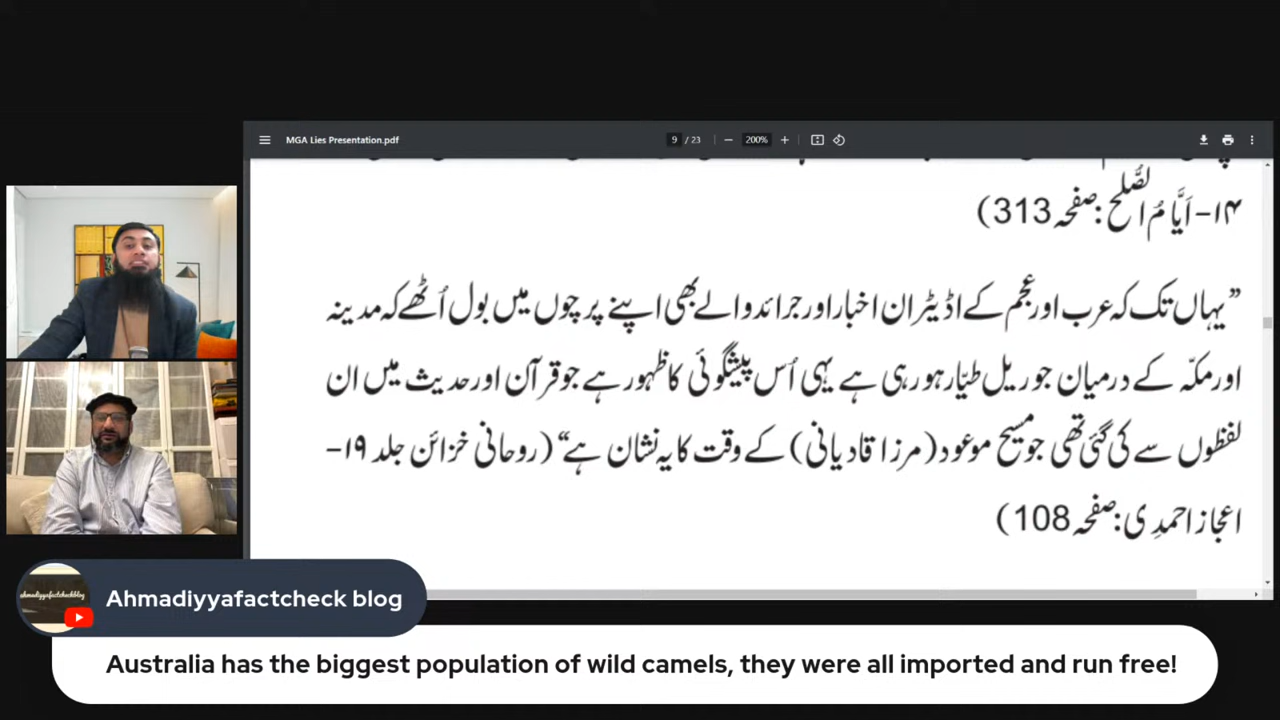 MGA Lies Presentation.pdf
9 / 23
200%
۱۴- اَیَّامُ الصُّلح: صفحہ 313)
”یہاں تک کہ عرب اور عجم کے اڈیٹران اخبار اور جرائد والے بھی اپنے پرچوں میں بول اُٹھے کہ مدینہ
اور مکہّ کے درمیان جو ریل طیّار ہو رہی ہے یہی اُس پیشگوئی کا ظہور ہے جو قرآن اور حدیث میں ان
لفظوں سے کی گئی تھی جو مسیح موعود (مرزا قادیانی) کے وقت کا یہ نشان ہے“ (روحانی خزائن جلد ۱۹-
اعجاز احمدِی: صفحہ 108)
ahmadiyyafactcheckblog
Ahmadiyyafactcheck blog
Australia has the biggest population of wild camels, they were all imported and run free!